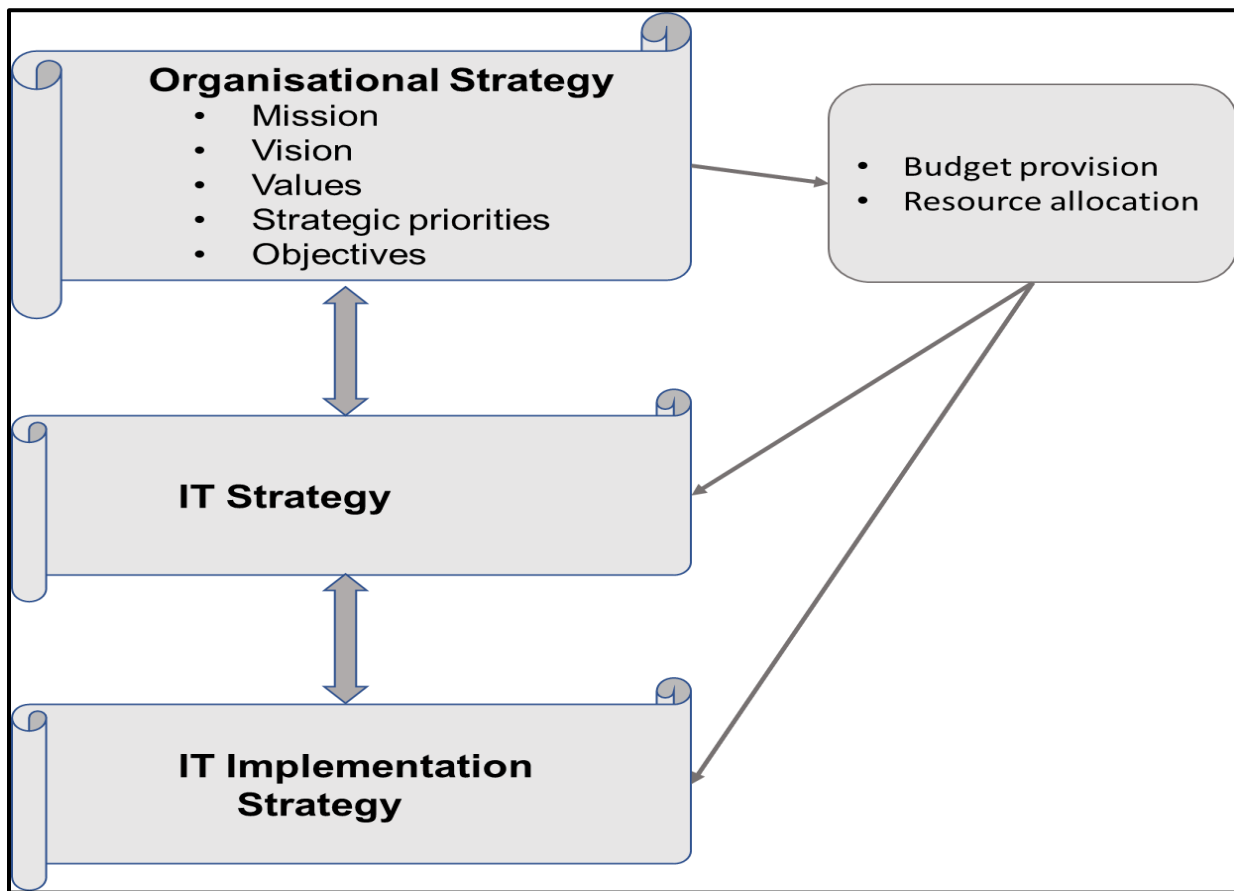 Organisational Strategy
• Mission
• Vision
• Values
• Strategic priorities
• Objectives
• Budget provision
• Resource allocation
IT Strategy
IT Implementation
Strategy